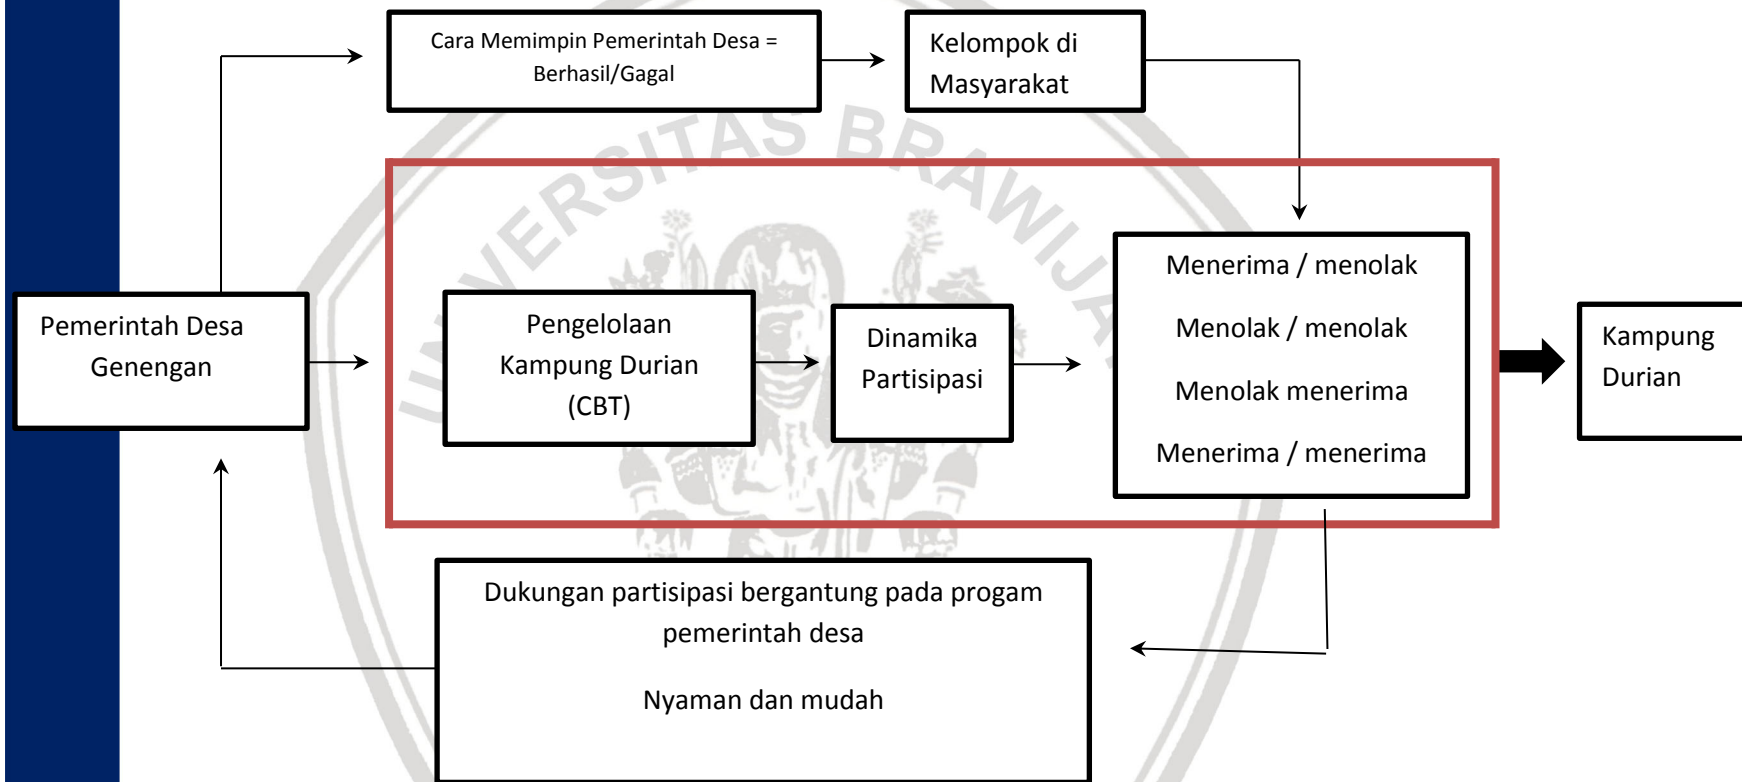 Cara Memimpin Pemerintah Desa =
Berhasil/Gagal
Kelompok di
Masyarakat
UNIVERSITAS BRAWIJA
Pemerintah Desa
Genengan
Pengelolaan
Kampung Durian
(CBT)
Dinamika
Partisipasi
Menerima / menolak
Menolak / menolak
Menolak menerima
Menerima / menerima
Kampung
Durian
Dukungan partisipasi bergantung pada progam
pemerintah desa
Nyaman dan mudah